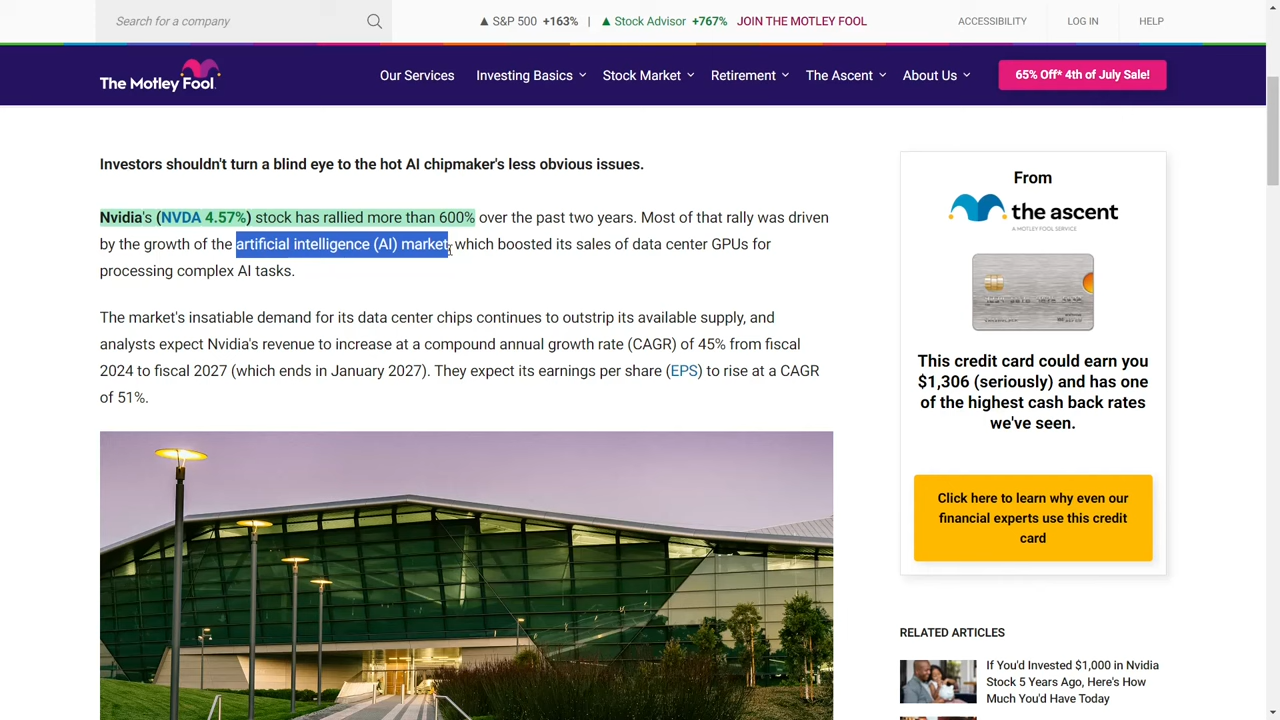 Search for a company
▲ S&P 500 +163% | ▲ Stock Advisor +767% JOIN THE MOTLEY FOOL
ACCESSIBILITY
LOG IN
HELP
The Motley Fool
Our Services
Investing Basics
Stock Market
Retirement
The Ascent
About Us
65% Off* 4th of July Sale!
Investors shouldn't turn a blind eye to the hot AI chipmaker's less obvious issues.
Nvidia's (NVDA 4.57%) stock has rallied more than 600% over the past two years. Most of that rally was driven
by the growth of the artificial intelligence (AI) market, which boosted its sales of data center GPUs for
processing complex AI tasks.
The market's insatiable demand for its data center chips continues to outstrip its available supply, and
analysts expect Nvidia's revenue to increase at a compound annual growth rate (CAGR) of 45% from fiscal
2024 to fiscal 2027 (which ends in January 2027). They expect its earnings per share (EPS) to rise at a CAGR
of 51%.
From
the ascent
A MOTLEY FOOL SERVICE
This credit card could earn you
$1,306 (seriously) and has one
of the highest cash back rates
we've seen.
Click here to learn why even our
financial experts use this credit
card
RELATED ARTICLES
If You'd Invested $1,000 in Nvidia
Stock 5 Years Ago, Here's How
Much You'd Have Today